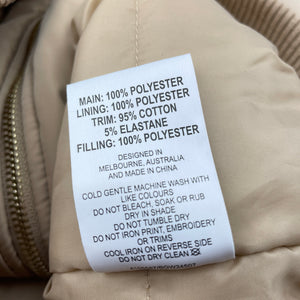 MAIN: 100% POLYESTER
LINING: 100% POLYESTER
TRIM: 95% COTTON
5% ELASTANE
FILLING: 100% POLYESTER
DESIGNED IN
MELBOURNE, AUSTRALIA
AND MADE IN CHINA
COLD GENTLE MACHINE WASH WITH
LIKE COLOURS
DO NOT BLEACH, SOAK OR RUB
DRY IN SHADE
DO NOT TUMBLE DRY
DO NOT IRON PRINT, EMBROIDERY
OR TRIMS
COOL IRON ON REVERSE SIDE
DO NOT DRY CLEAN